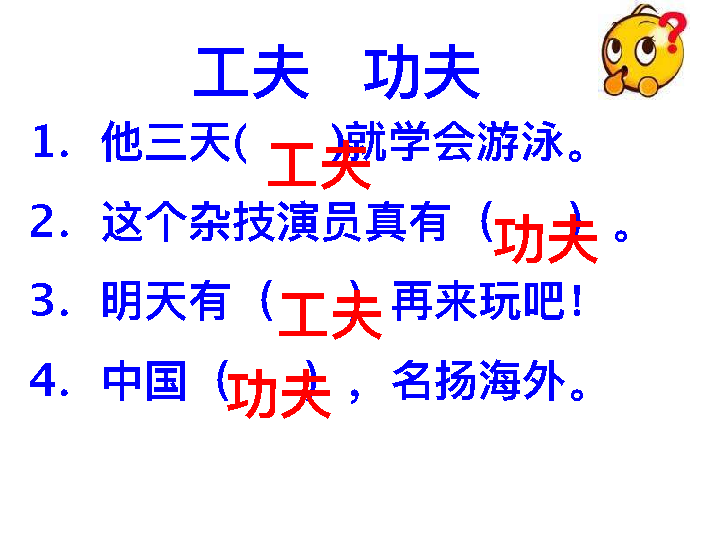 工夫 功夫
1. 他三天(工夫)就学会游泳。
2. 这个杂技演员真有（功夫）。
3. 明天有（工夫）再来玩吧！
4. 中国（功夫），名扬海外。